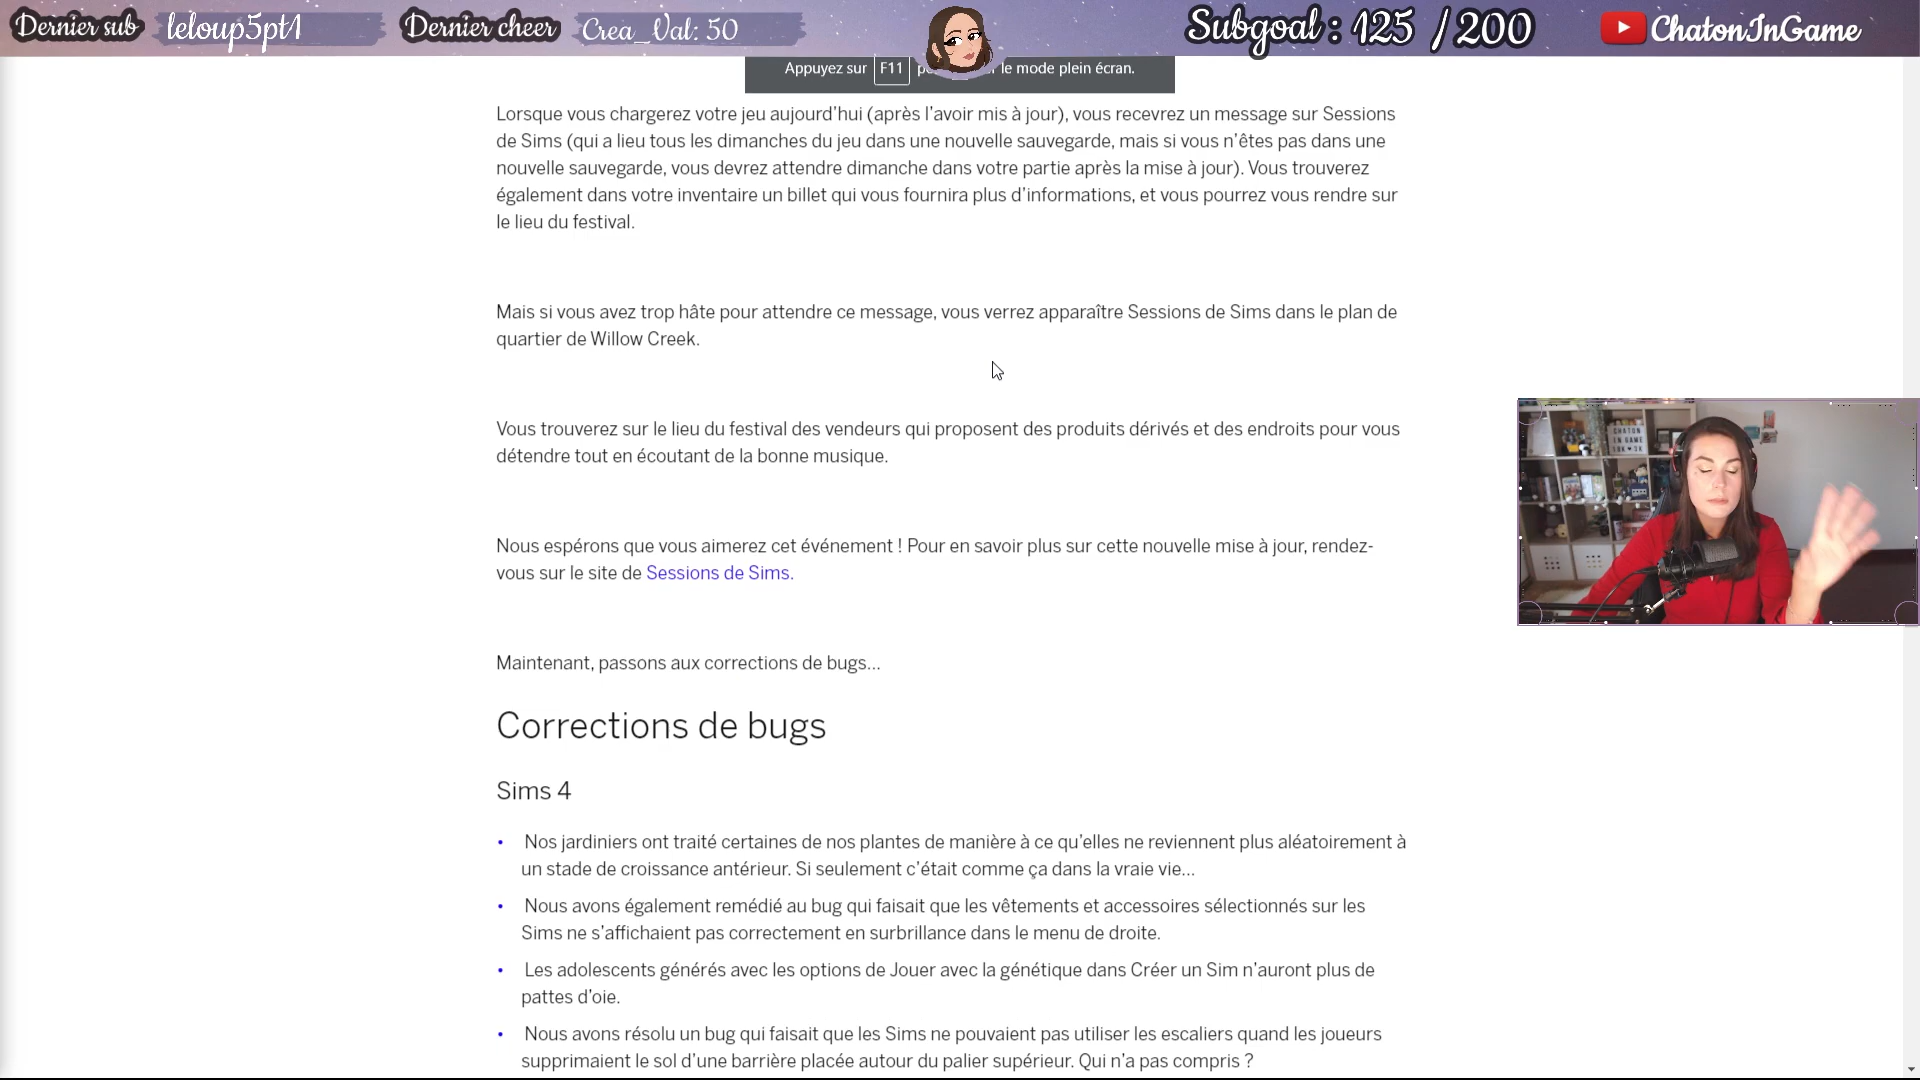 Dernier sub leloup5pt1 Dernier cheer Crea_Val: 50 Subgoal : 125 / 200 ChatonInGame
Appuyez sur F11 le mode plein écran.
Lorsque vous chargerez votre jeu aujourd’hui (après l’avoir mis à jour), vous recevrez un message sur Sessions
de Sims (qui a lieu tous les dimanches du jeu dans une nouvelle sauvegarde, mais si vous n’êtes pas dans une
nouvelle sauvegarde, vous devrez attendre dimanche dans votre partie après la mise à jour). Vous trouverez
également dans votre inventaire un billet qui vous fournira plus d’informations, et vous pourrez vous rendre sur
le lieu du festival.
Mais si vous avez trop hâte pour attendre ce message, vous verrez apparaître Sessions de Sims dans le plan de
quartier de Willow Creek.
Vous trouverez sur le lieu du festival des vendeurs qui proposent des produits dérivés et des endroits pour vous
détendre tout en écoutant de la bonne musique.
CHATON
IN GAME
Nous espérons que vous aimerez cet événement ! Pour en savoir plus sur cette nouvelle mise à jour, rendez-
vous sur le site de Sessions de Sims.
Maintenant, passons aux corrections de bugs…
Corrections de bugs
Sims 4
• Nos jardiniers ont traité certaines de nos plantes de manière à ce qu’elles ne reviennent plus aléatoirement à
un stade de croissance antérieur. Si seulement c’était comme ça dans la vraie vie…
• Nous avons également remédié au bug qui faisait que les vêtements et accessoires sélectionnés sur les
Sims ne s’affichaient pas correctement en surbrillance dans le menu de droite.
• Les adolescents générés avec les options de Jouer avec la génétique dans Créer un Sim n’auront plus de
pattes d’oie.
• Nous avons résolu un bug qui faisait que les Sims ne pouvaient pas utiliser les escaliers quand les joueurs
supprimaient le sol d’une barrière placée autour du palier supérieur. Qui n’a pas compris ?